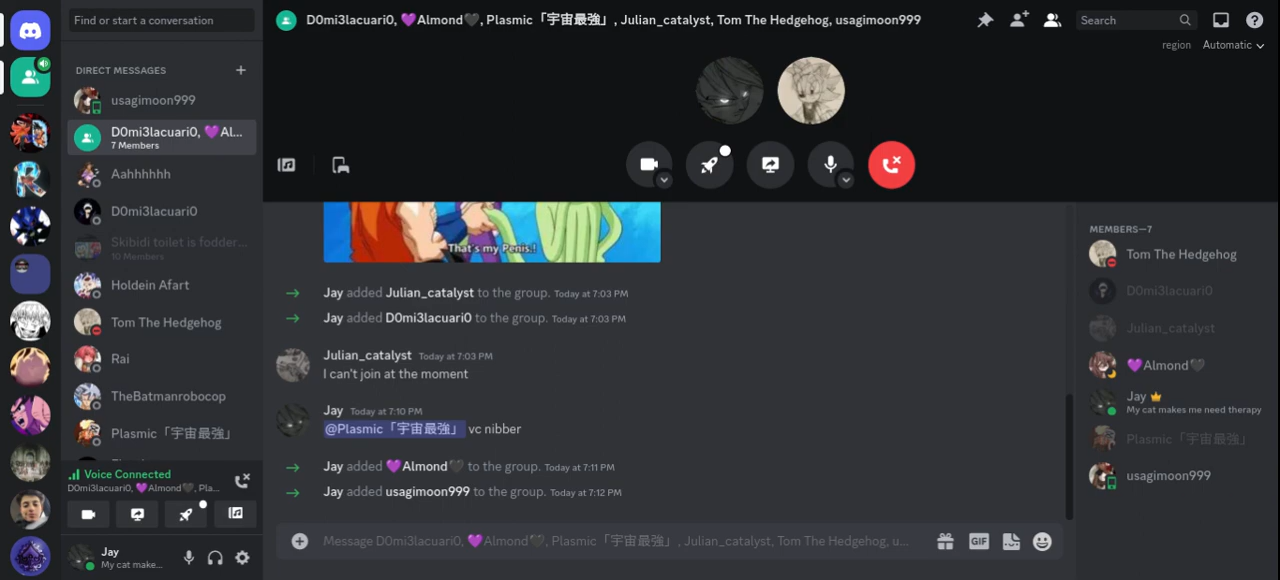 Find or start a conversation
D0mi3lacuari0, 💜Almond🖤, Plasmic「宇宙最強」, Julian_catalyst, Tom The Hedgehog, usagimoon999
Search
region Automatic
DIRECT MESSAGES
usagimoon999
D0mi3lacuari0, 💜Al...
7 Members
Aahhhhhh
D0mi3lacuari0
Skibidi toilet is fodder...
10 Members
Holdein Afart
Tom The Hedgehog
Rai
TheBatmanrobocop
Plasmic「宇宙最強」
Voice Connected
D0mi3lacuari0, 💜Almond🖤, Pla...
Jay
My cat make...
That's my Penis!
Jay added Julian_catalyst to the group. Today at 7:03 PM
Jay added D0mi3lacuari0 to the group. Today at 7:03 PM
Julian_catalyst Today at 7:03 PM
I can't join at the moment
Jay Today at 7:10 PM
@Plasmic「宇宙最強」 vc nibber
Jay added 💜Almond🖤 to the group. Today at 7:11 PM
Jay added usagimoon999 to the group. Today at 7:12 PM
Message D0mi3lacuari0, 💜Almond🖤, Plasmic「宇宙最強」, Julian_catalyst, Tom The Hedgehog, u...
GIF
MEMBERS—7
Tom The Hedgehog
D0mi3lacuari0
Julian_catalyst
💜Almond🖤
Jay
My cat makes me need therapy
Plasmic「宇宙最強」
usagimoon999